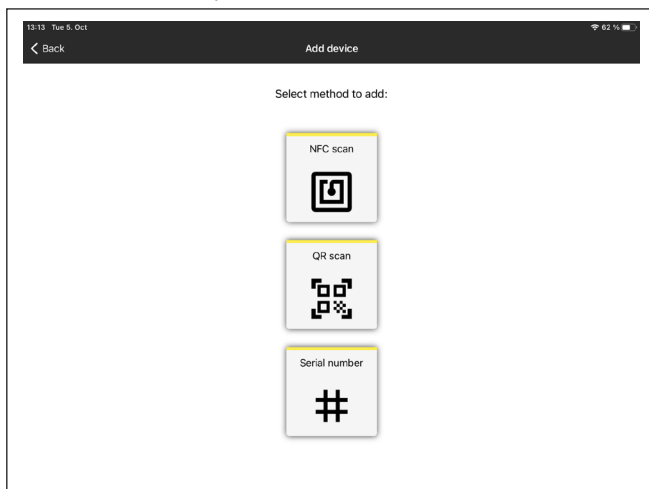 13:13 Tue 5. Oct
62 %
Back
Add device
Select method to add:
NFC scan
QR scan
Serial number